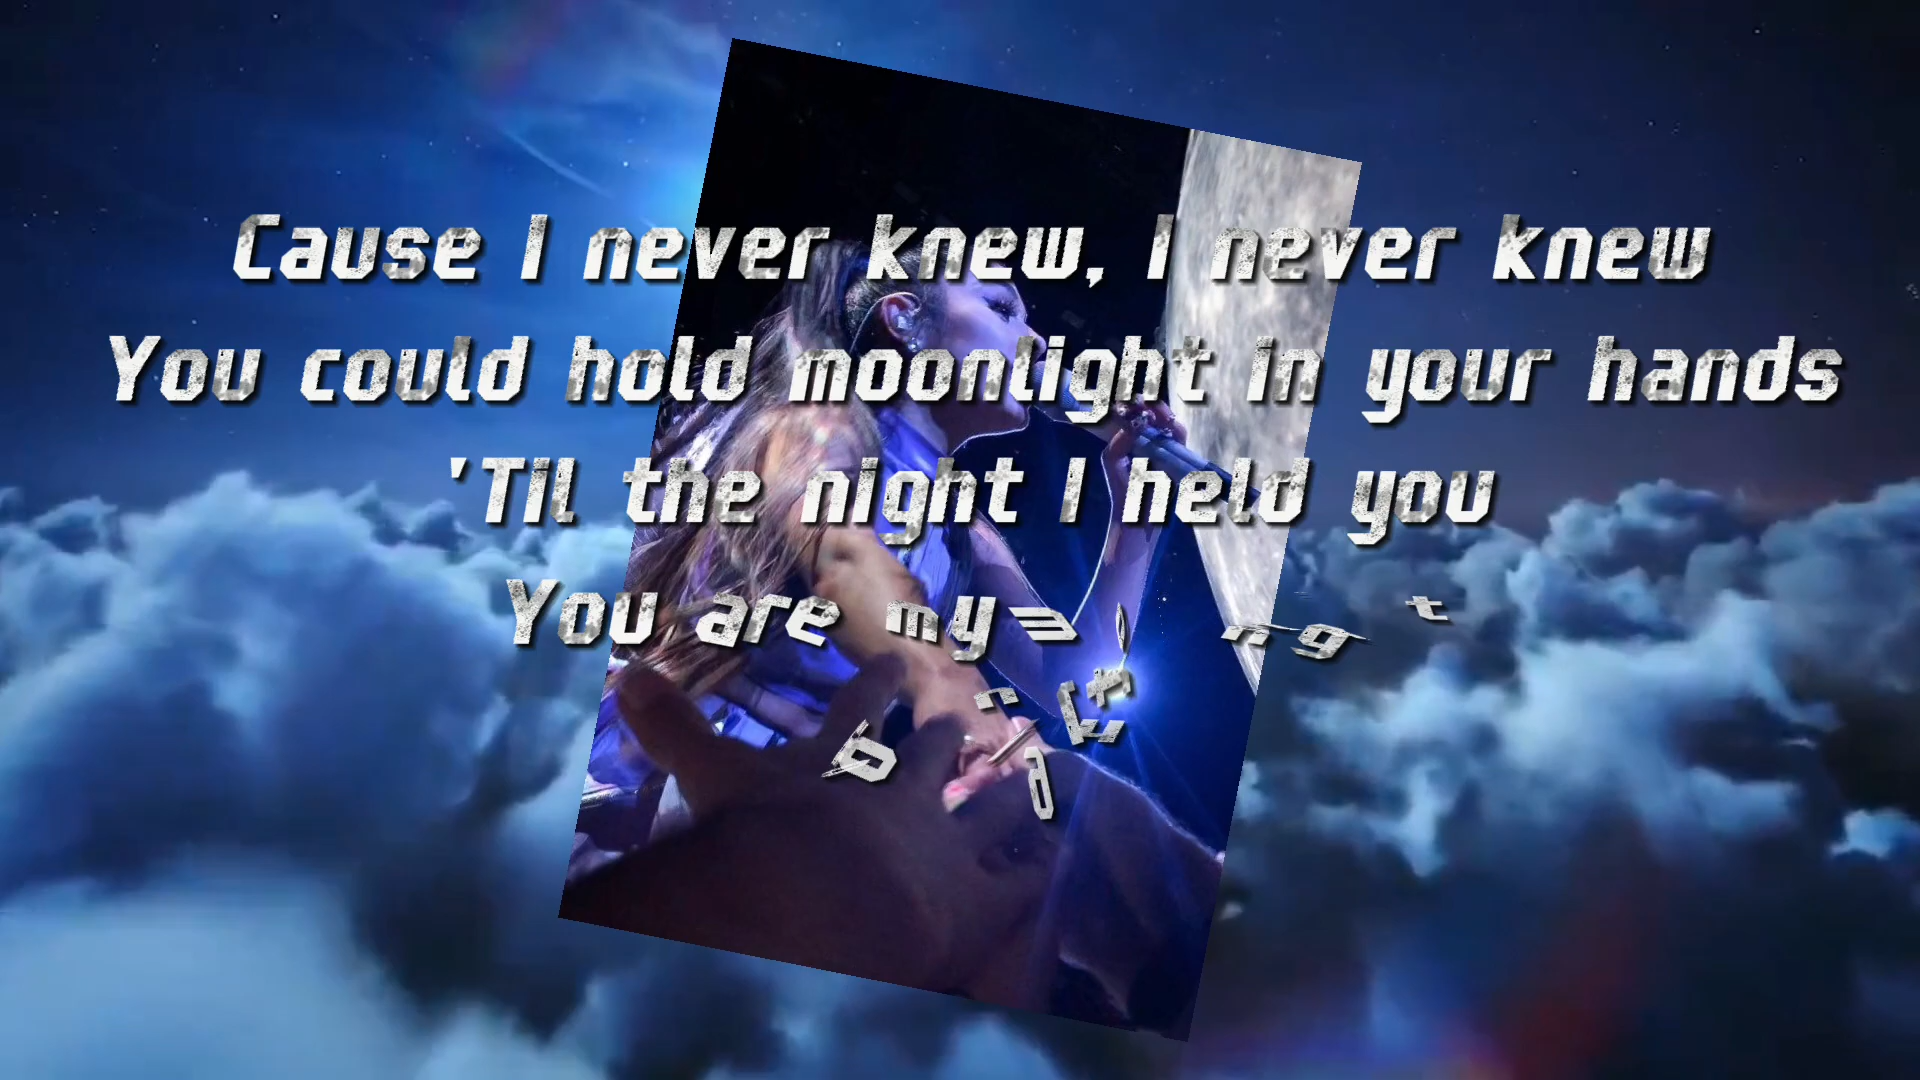 Cause I never knew, I never knew
You could hold moonlight in your hands
'Til the night I held you
You are my